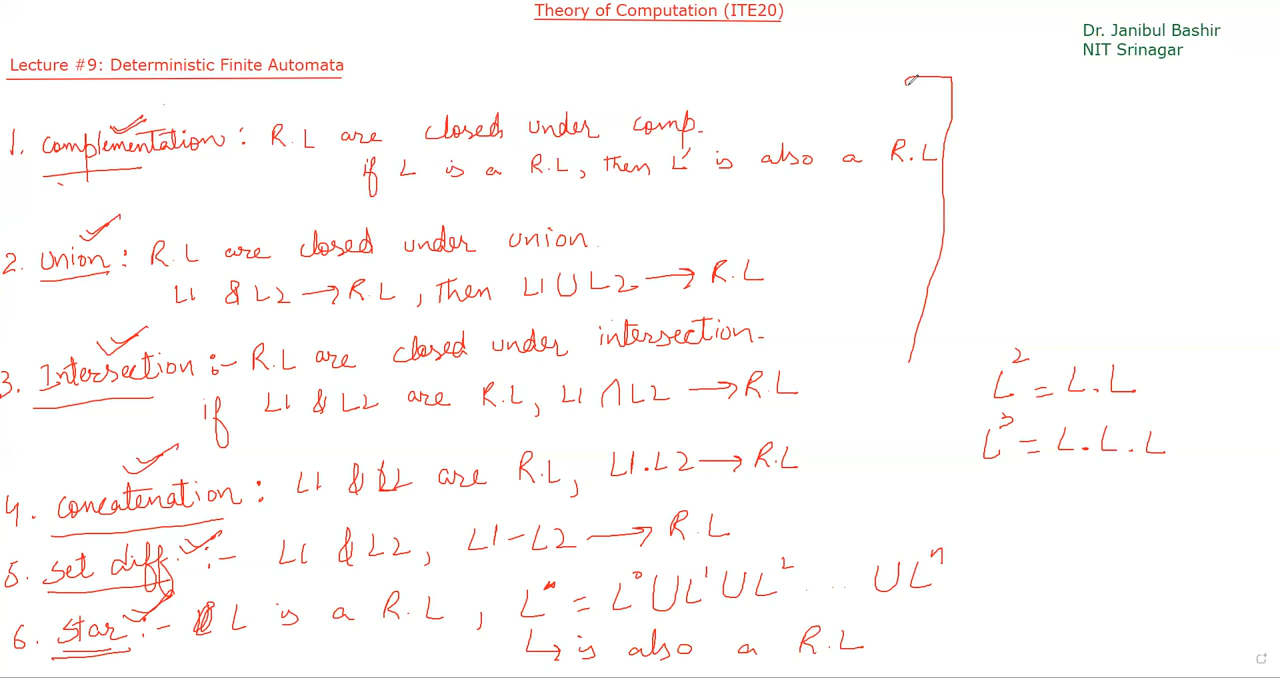 Theory of Computation (ITE20)
Dr. Janibul Bashir
NIT Srinagar
Lecture #9: Deterministic Finite Automata
1. Complementation: R.L are closed under comp.
if L is a R.L, then L' is also a R.L
2. Union: R.L are closed under union.
L1 & L2 → R.L, then L1 ∪ L2 → R.L
3. Intersection :- R.L are closed under intersection.
if L1 & L2 are R.L, L1 ∩ L2 → R.L
4. Concatenation: L1 & L2 are R.L, L1.L2 → R.L
5. Set diff. :- L1 & L2, L1-L2 → R.L
6. Star :- L is a R.L, L* = L⁰ ∪ L¹ ∪ L² ... ∪ Lⁿ
↳ is also a R.L
L² = L.L
L³ = L.L.L